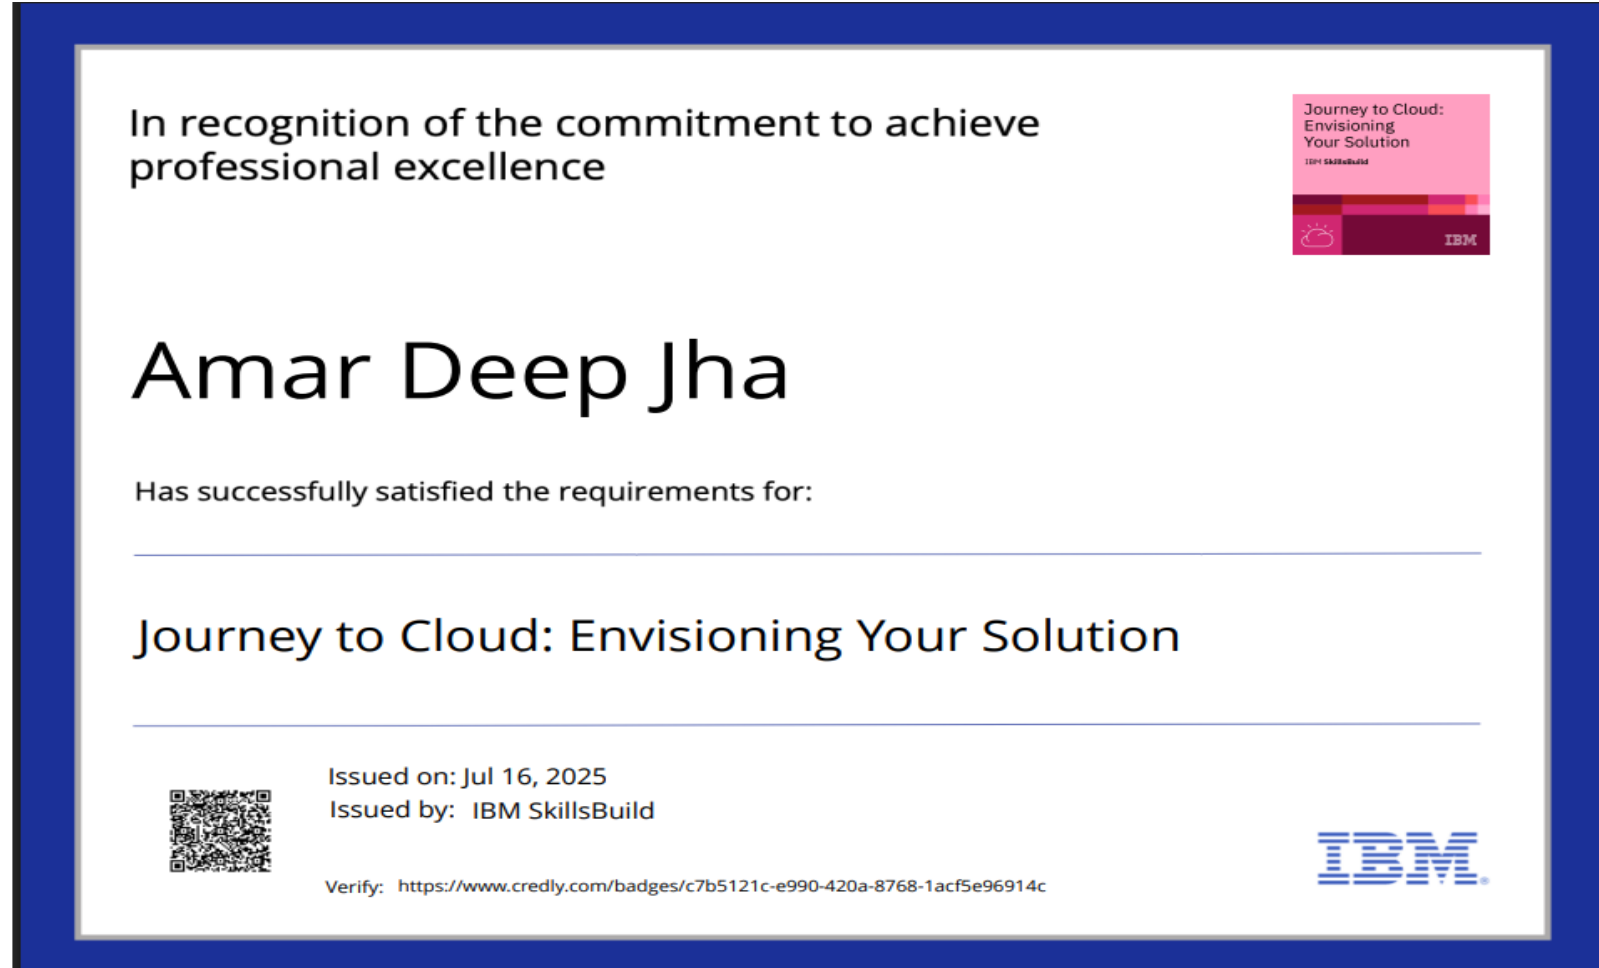 In recognition of the commitment to achieve
professional excellence
Journey to Cloud:
Envisioning
Your Solution
IBM SkillsBuild
IBM
Amar Deep Jha
Has successfully satisfied the requirements for:
Journey to Cloud: Envisioning Your Solution
Issued on: Jul 16, 2025
Issued by: IBM SkillsBuild
Verify: https://www.credly.com/badges/c7b5121c-e990-420a-8768-1acf5e96914c
IBM®